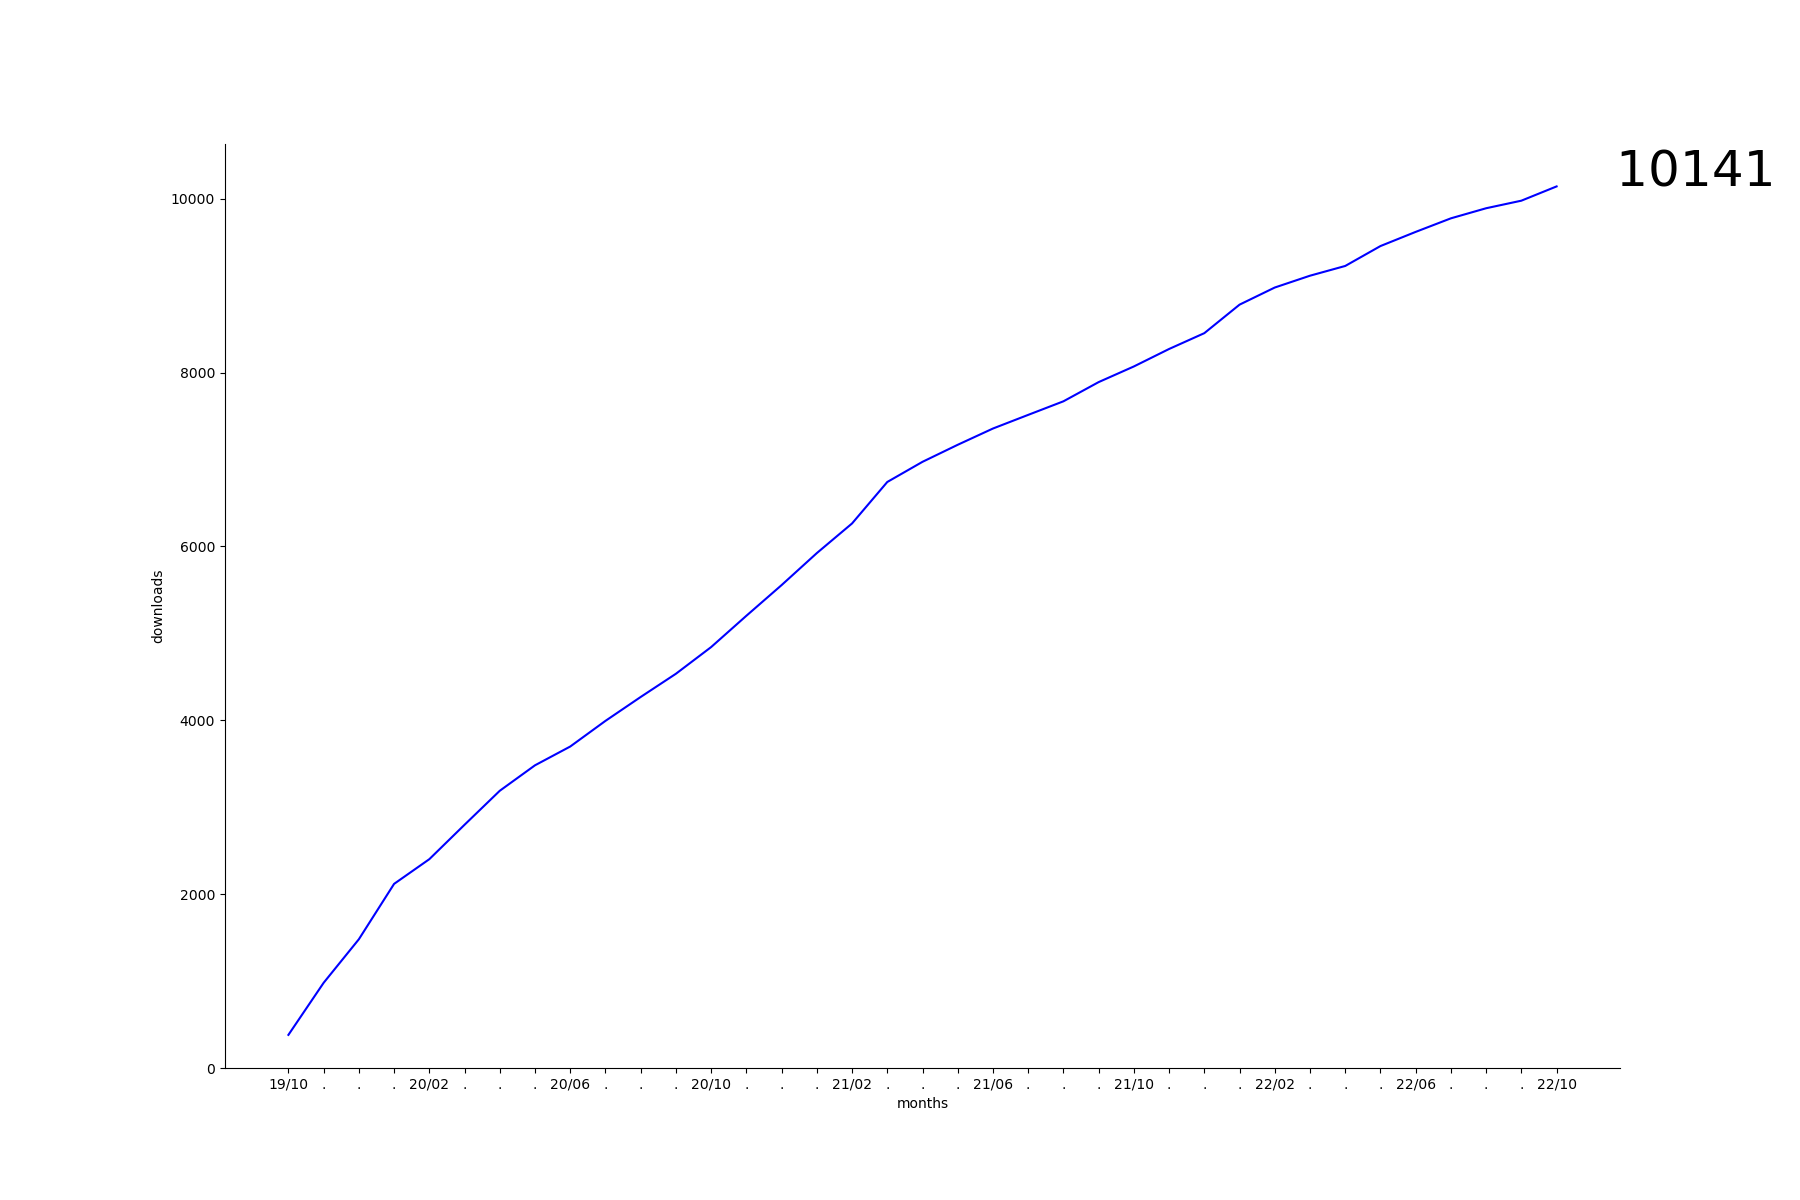 10141
10000
8000
6000
4000
2000
0
downloads
19/10 . . . 20/02 . . . 20/06 . . . 20/10 . . . 21/02 . . . 21/06 . . . 21/10 . . . 22/02 . . . 22/06 . . . 22/10
months